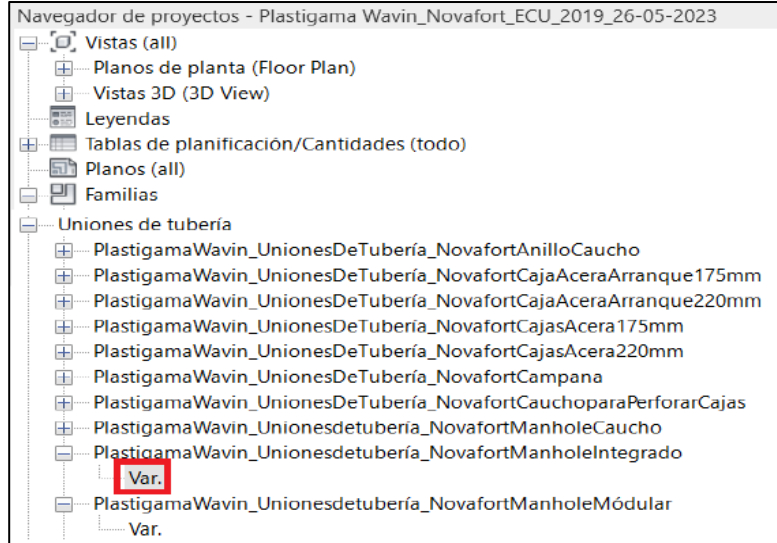 Navegador de proyectos - Plastigama Wavin_Novafort_ECU_2019_26-05-2023
Vistas (all)
Planos de planta (Floor Plan)
Vistas 3D (3D View)
Leyendas
Tablas de planificación/Cantidades (todo)
Planos (all)
Familias
Uniones de tubería
PlastigamaWavin_UnionesDeTubería_NovafortAnilloCaucho
PlastigamaWavin_UnionesDeTubería_NovafortCajaAceraArranque175mm
PlastigamaWavin_UnionesDeTubería_NovafortCajaAceraArranque220mm
PlastigamaWavin_UnionesDeTubería_NovafortCajasAcera175mm
PlastigamaWavin_UnionesDeTubería_NovafortCajasAcera220mm
PlastigamaWavin_UnionesDeTubería_NovafortCampana
PlastigamaWavin_UnionesDeTubería_NovafortCauchoparaPerforarCajas
PlastigamaWavin_Unionesdetubería_NovafortManholeCaucho
PlastigamaWavin_Unionesdetubería_NovafortManholeIntegrado
Var.
PlastigamaWavin_Unionesdetubería_NovafortManholeMódular
Var.